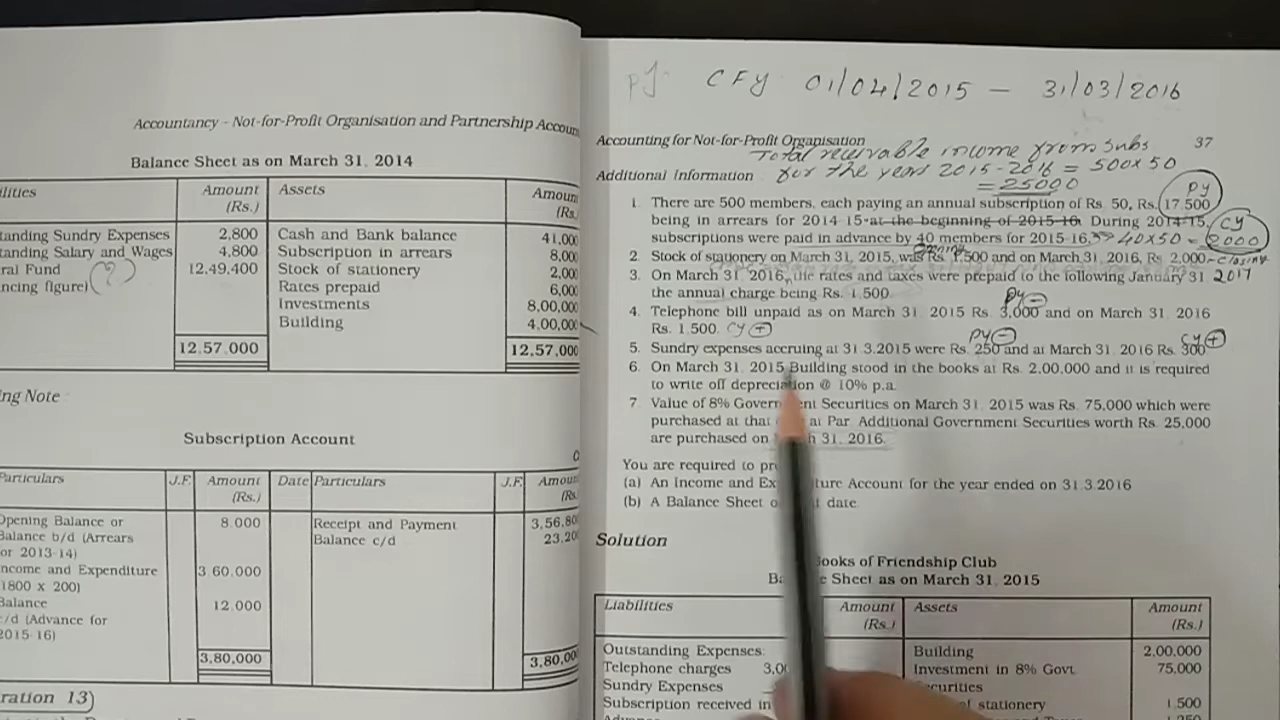 Accountancy - Not-for-Profit Organisation and Partnership Accoun
Balance Sheet as on March 31, 2014
ilities Amount (Rs.) Assets Amoun (Rs.
tanding Sundry Expenses 2,800 Cash and Bank balance 41,000
tanding Salary and Wages 4,800 Subscription in arrears 8,000
ral Fund 12,49,400 Stock of stationery 2,000
ncing figure) (?) Rates prepaid 6,000
Investments 8,00,000
Building 4,00,000
12,57,000 12,57,000
ing Note
Subscription Account
Particulars J.F. Amount (Rs.) Date Particulars J.F. Amoun (Rs
Opening Balance or 8,000 Receipt and Payment 3,56,80
Balance b/d (Arrears Balance c/d 23,20
or 2013-14)
ncome and Expenditure 3 60,000
1800 x 200)
Balance 12,000
c/d (Advance for
2015-16)
3,80,000 3,80,00
ration 13)
CFY 01/04/2015 - 31/03/2016
Accounting for Not-for-Profit Organisation 37
Total receivable income from subs
for the years 2015-2016 = 500 x 50
= 25000
Additional Information
1. There are 500 members, each paying an annual subscription of Rs. 50, Rs. 17,500 PY
being in arrears for 2014-15 at the beginning of 2015-16. During 2014-15, CY
subscriptions were paid in advance by 40 members for 2015-16. => 40x50 = 2000
2. Stock of stationery on March 31, 2015, was Rs. 1,500 and on March 31, 2016, Rs. 2,000 - closing
3. On March 31, 2016, the rates and taxes were prepaid to the following January 31, 2017
the annual charge being Rs. 1,500.
4. Telephone bill unpaid as on March 31, 2015 Rs. 3,000 and on March 31, 2016 PY -
Rs. 1,500. CY +
5. Sundry expenses accruing at 31.3.2015 were Rs. 250 and at March 31, 2016 Rs. 300 PY - CY +
6. On March 31, 2015 Building stood in the books at Rs. 2,00,000 and it is required
to write off depreciation @ 10% p.a.
7. Value of 8% Government Securities on March 31, 2015 was Rs. 75,000 which were
purchased at that at Par. Additional Government Securities worth Rs. 25,000
are purchased on 31, 2016.
You are required to pr
(a) An Income and Ex ture Account for the year ended on 31.3.2016
(b) A Balance Sheet o date
Solution
ooks of Friendship Club
Ba e Sheet as on March 31, 2015
Liabilities Amount (Rs.) Assets Amount (Rs.)
Outstanding Expenses: Building 2,00,000
Telephone charges 3,00 Investment in 8% Govt. 75,000
Sundry Expenses ecurities
Subscription received in of stationery 1,500